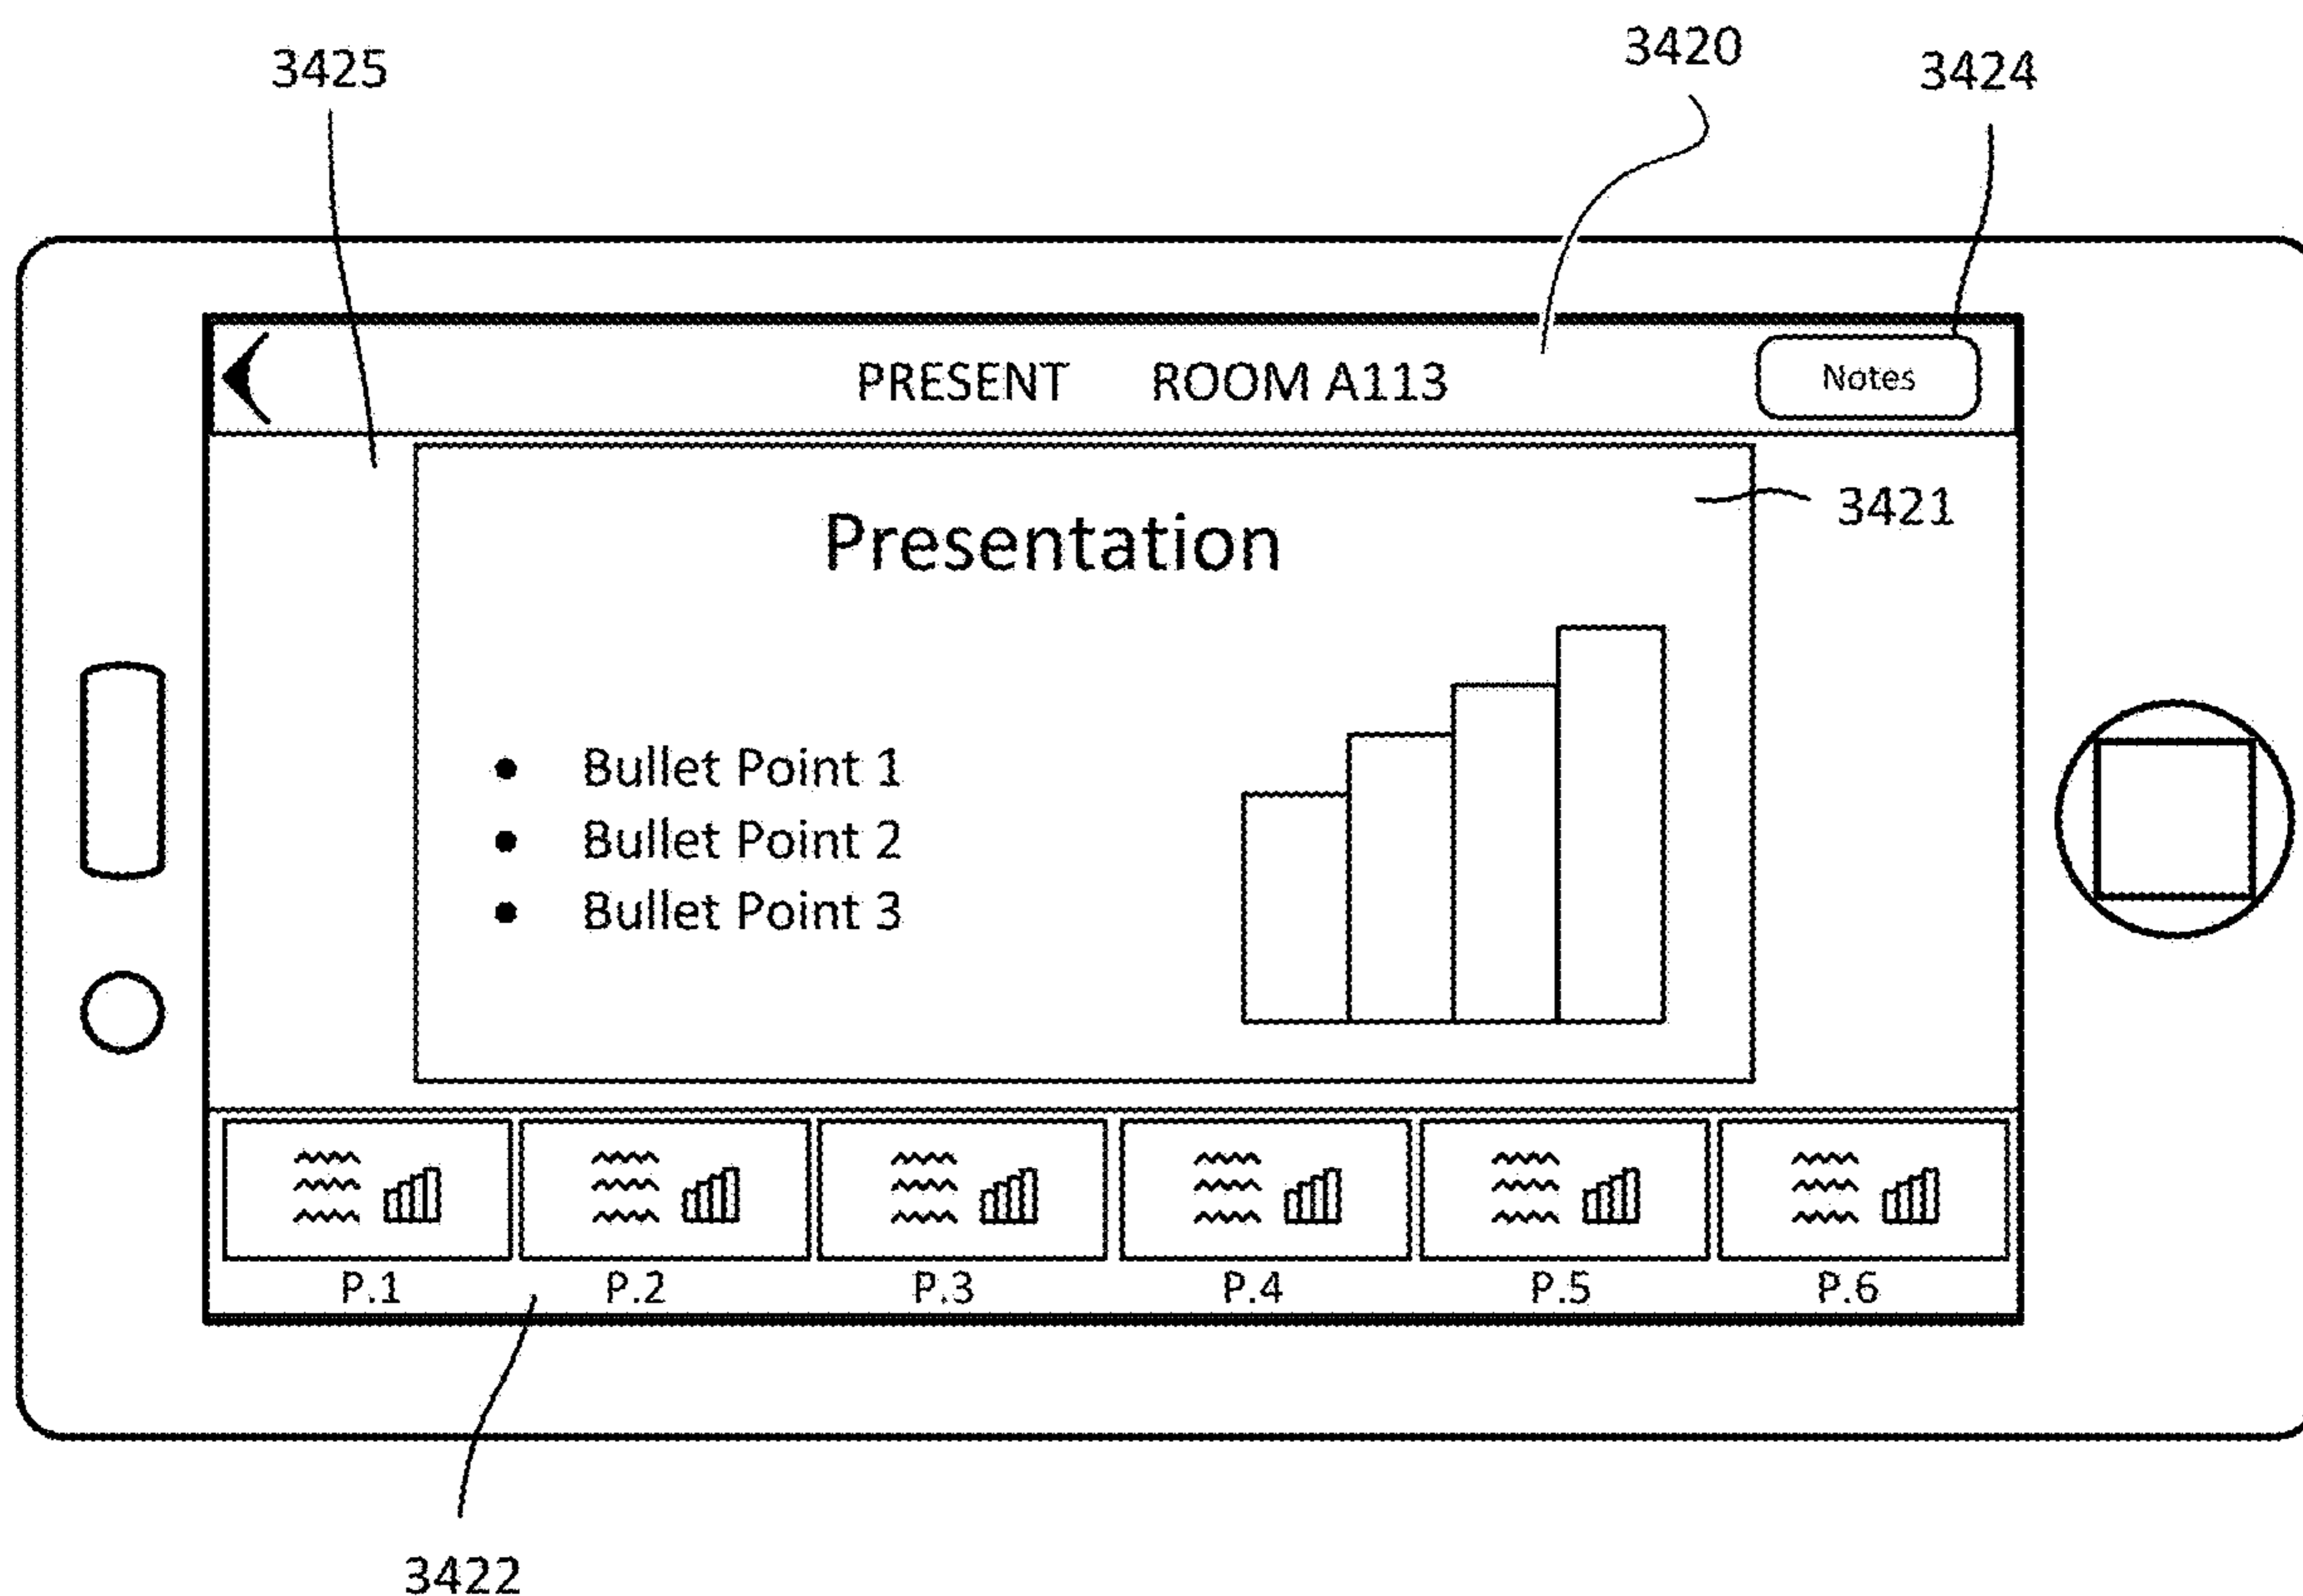 3425
3420
3424
PRESENT ROOM A113
Notes
3421
Presentation
• Bullet Point 1
• Bullet Point 2
• Bullet Point 3
P.1 P.2 P.3 P.4 P.5 P.6
3422